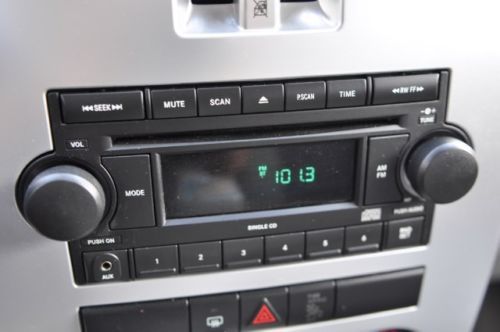 SEEK
MUTE
SCAN
P.SCAN
TIME
RW FF
VOL
TUNE
MODE
FM
101.3
AM
FM
SINGLE CD
PUSH AUDIO
PUSH ON
AUX
1
2
3
4
5
6